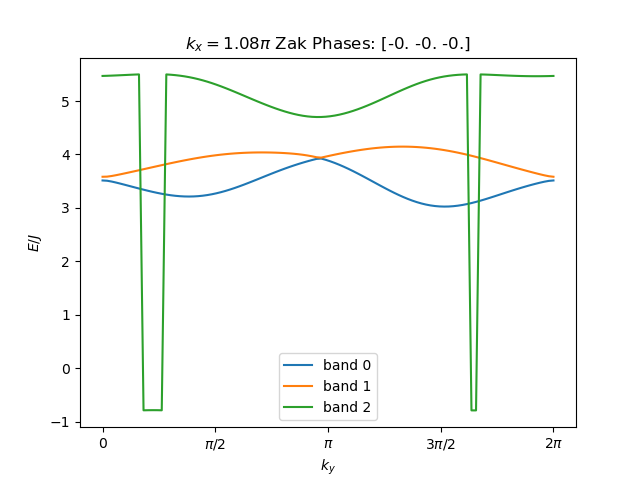 $k_x = 1.08\pi$ Zak Phases: [-0. -0. -0.]
E/J
5
4
3
2
1
0
−1
band 0
band 1
band 2
0
π/2
π
3π/2
2π
$k_y$